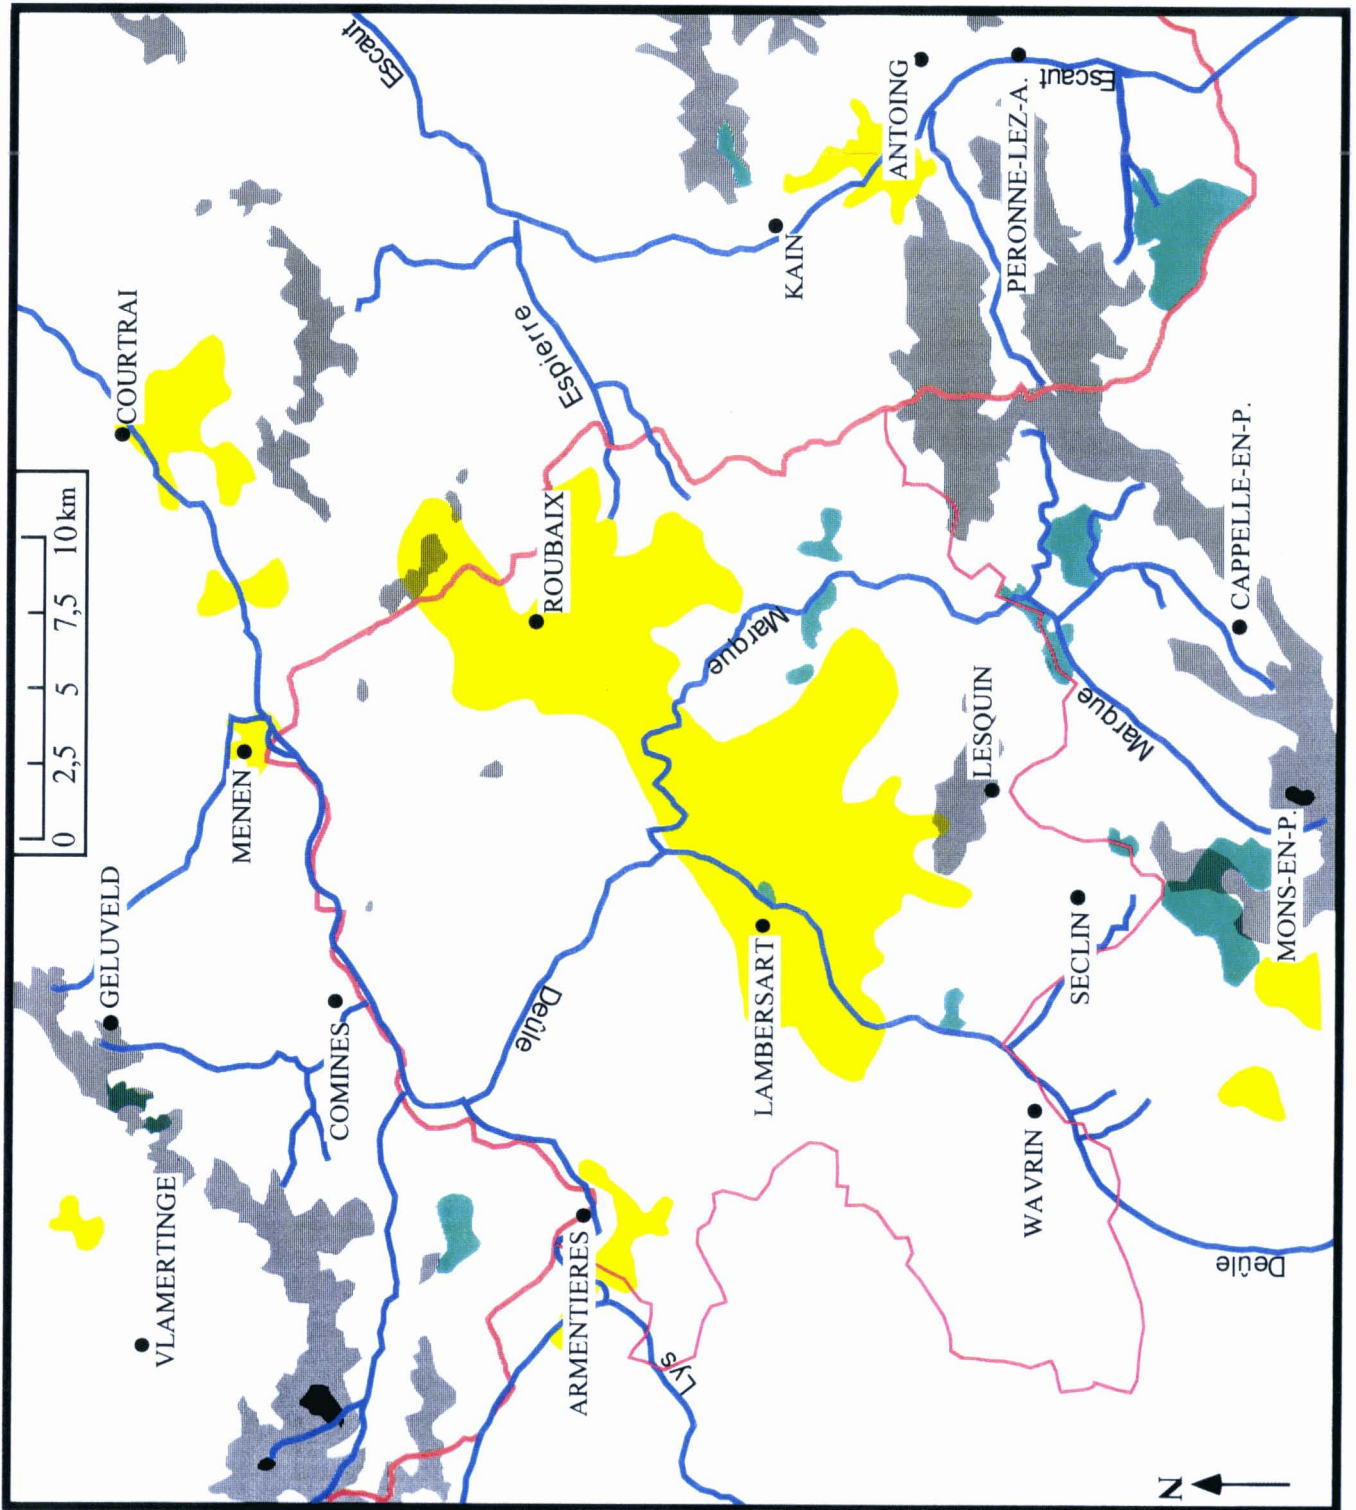 0 2,5 5 7,5 10 km
COURTRAI
Escaut
GELUVELD
MENEN
VLAMERTINGE
COMINES
Espierre
ROUBAIX
Deûle
ARMENTIERES
Lys
Marque
KAIN
LAMBERSART
ANTOING
PERONNE-LEZ-A.
Escaut
LESQUIN
SECLIN
WAVRIN
Marque
CAPPELLE-EN-P.
MONS-EN-P.
Deûle
N